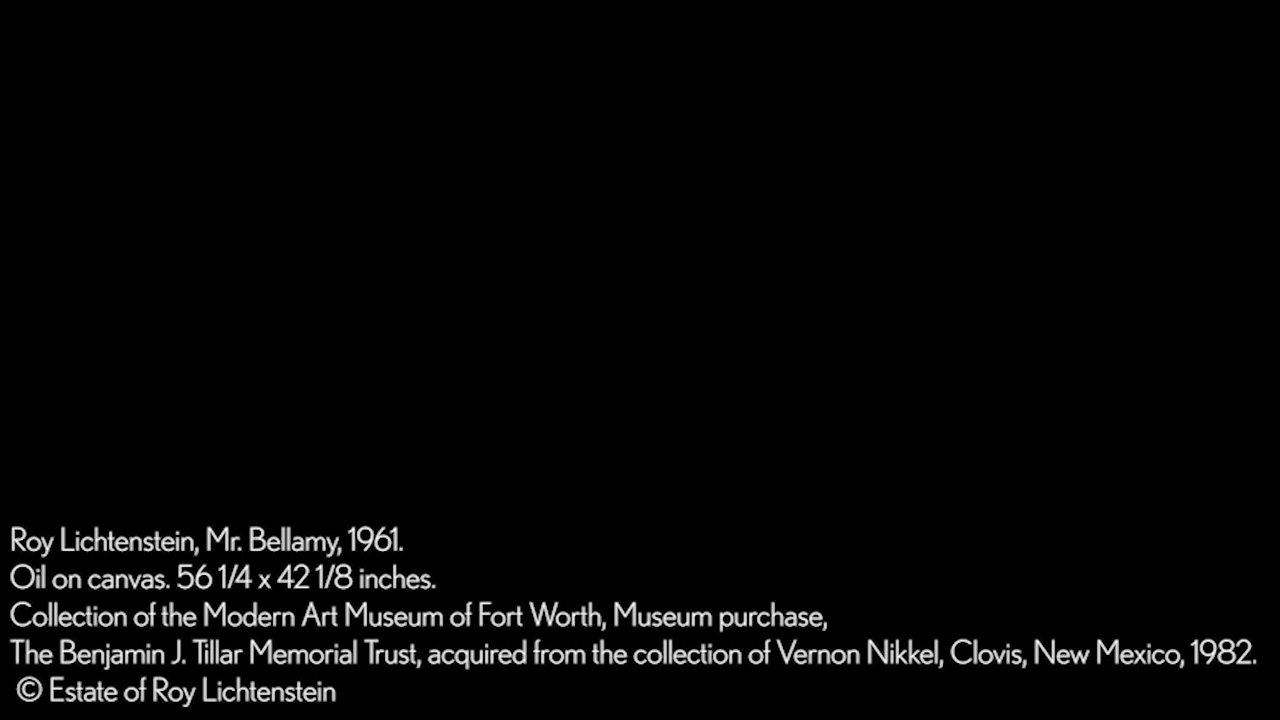 Roy Lichtenstein, Mr. Bellamy, 1961.
Oil on canvas. 56 1/4 x 42 1/8 inches.
Collection of the Modern Art Museum of Fort Worth, Museum purchase,
The Benjamin J. Tillar Memorial Trust, acquired from the collection of Vernon Nikkel, Clovis, New Mexico, 1982.
© Estate of Roy Lichtenstein